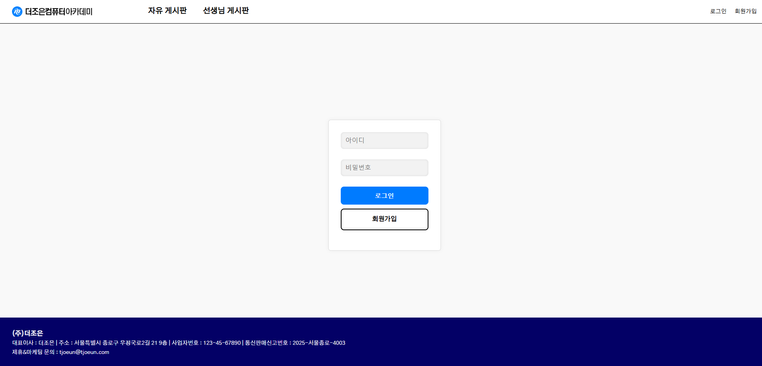 더조은컴퓨터아카데미
자유 게시판 선생님 게시판
로그인 회원가입
아이디
비밀번호
로그인
회원가입
(주)더조은
대표이사 : 더조은 | 주소 : 서울특별시 종로구 우정국로2길 21 9층 | 사업자번호 : 123-45-67890 | 통신판매신고번호 : 2025-서울종로-4003
제휴&마케팅 문의 : tjoeun@tjoeun.com